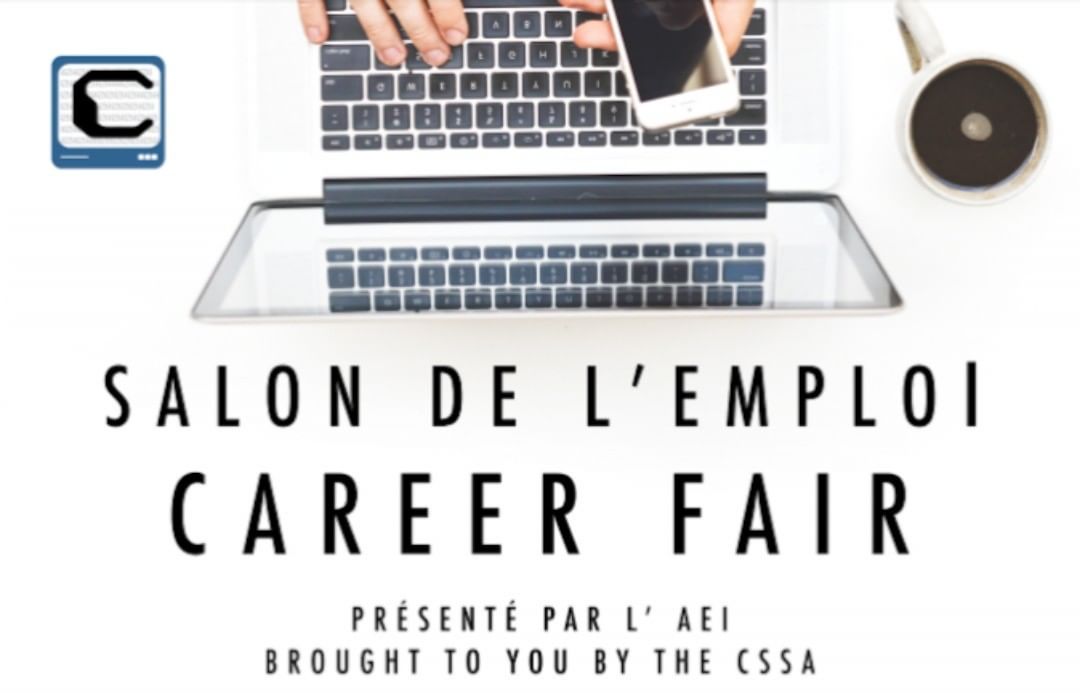 SALON DE L'EMPLOI
CAREER FAIR
PRÉSENTÉ PAR L' AEI
BROUGHT TO YOU BY THE CSSA